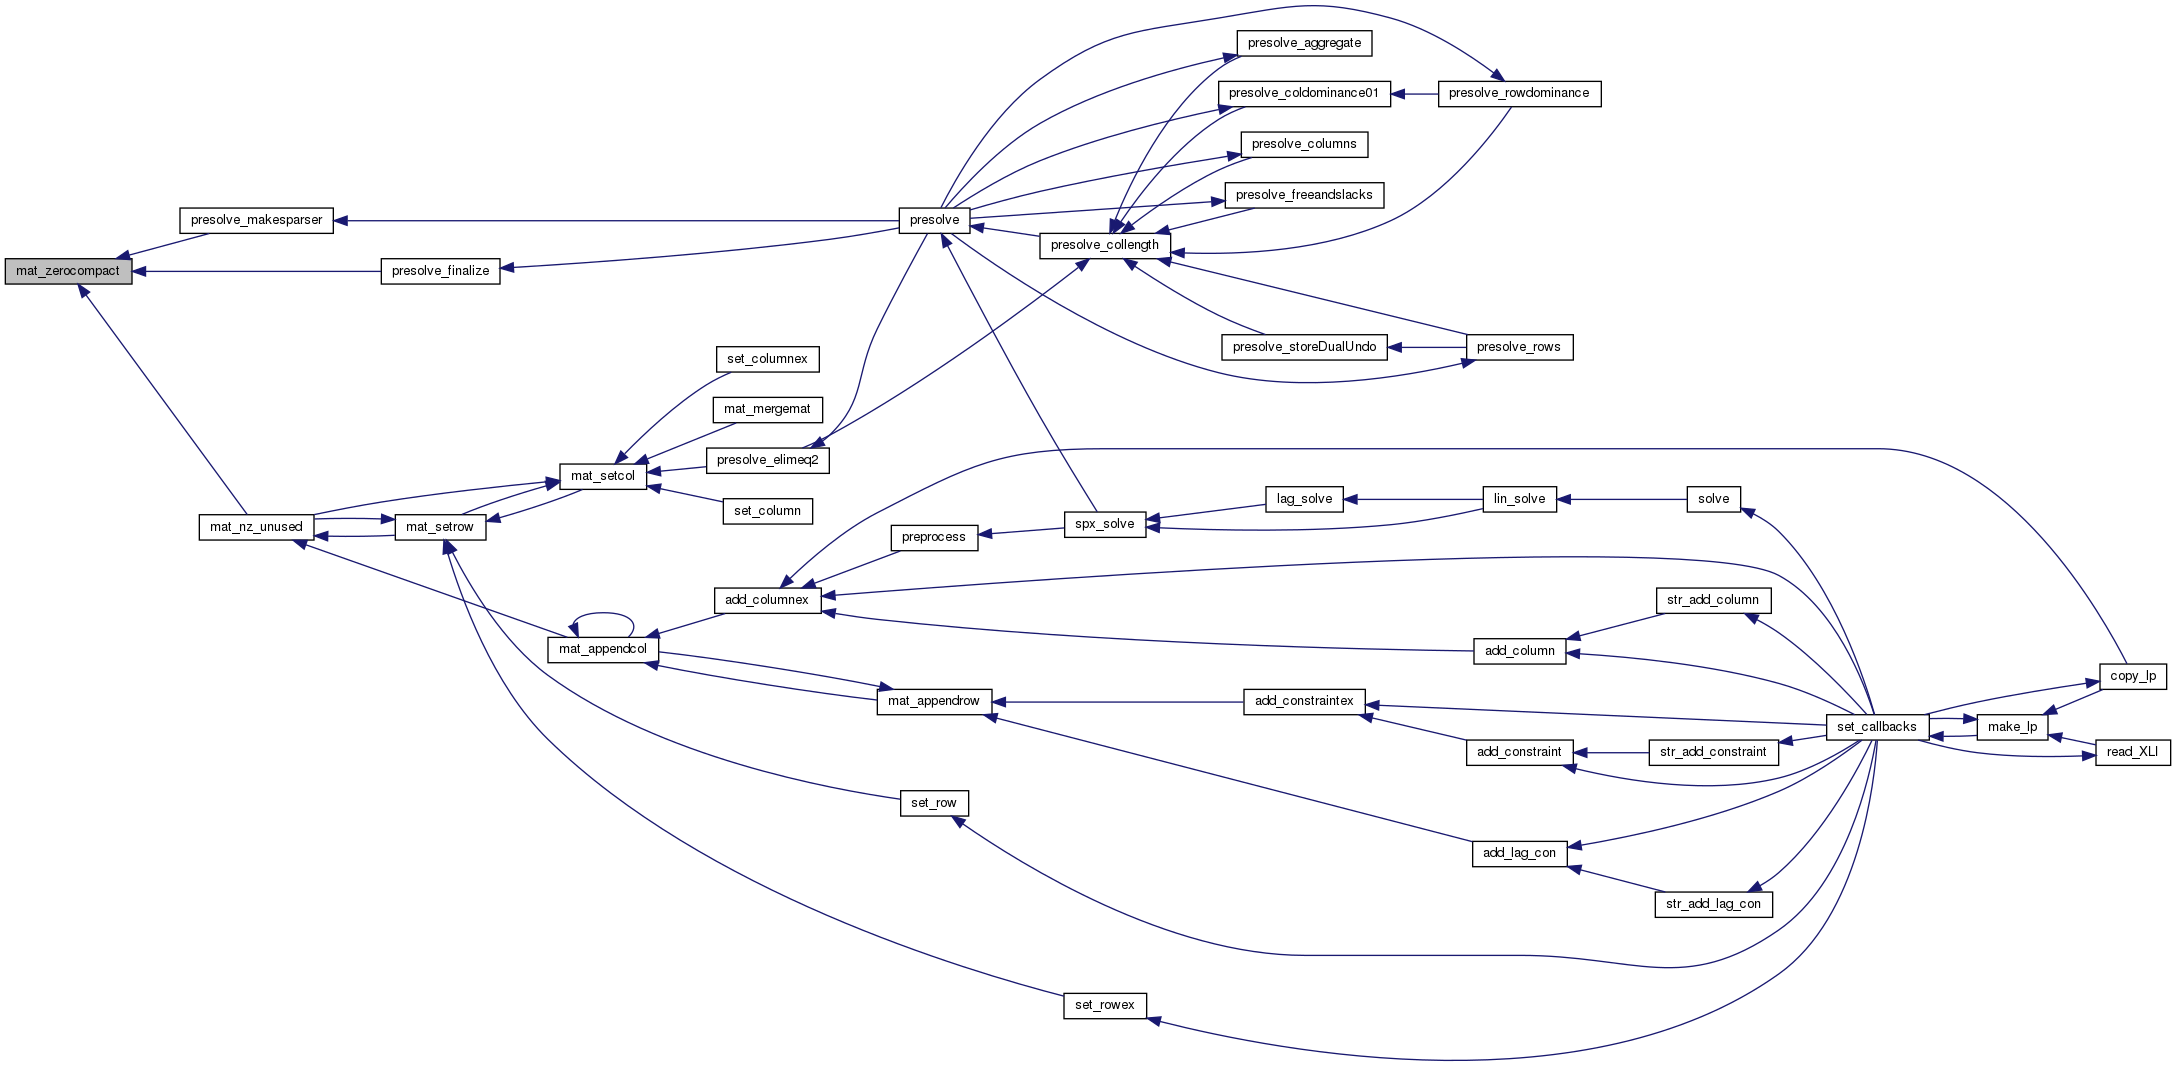 presolve_aggregate
presolve_coldominance01
presolve_rowdominance
presolve_columns
presolve_freeandslacks
presolve_makesparser
presolve
presolve_collength
mat_zerocompact
presolve_finalize
presolve_storeDualUndo
presolve_rows
set_columnex
mat_mergemat
presolve_elimeq2
mat_setcol
set_column
lag_solve
lin_solve
solve
mat_nz_unused
mat_setrow
spx_solve
preprocess
add_columnex
str_add_column
mat_appendcol
add_column
copy_lp
mat_appendrow
add_constraintex
set_callbacks
make_lp
add_constraint
str_add_constraint
read_XLI
set_row
add_lag_con
str_add_lag_con
set_rowex